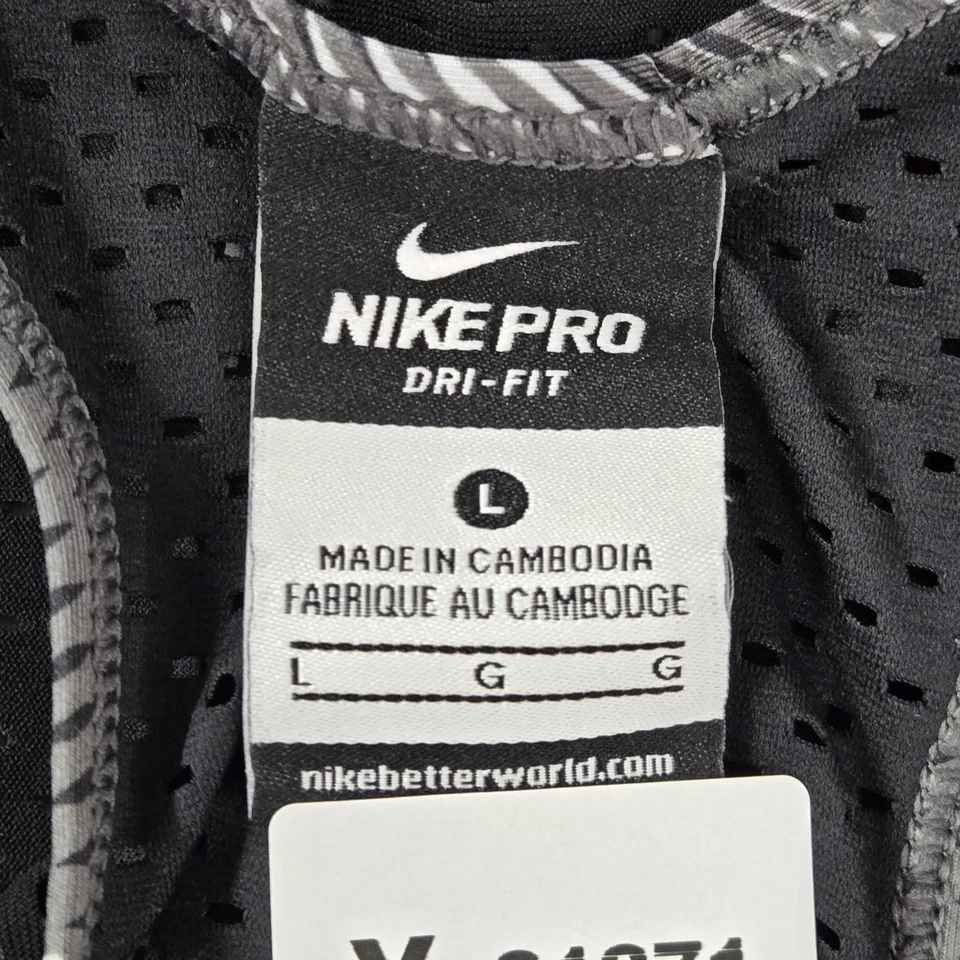 NIKE PRO
DRI-FIT
L
MADE IN CAMBODIA
FABRIQUE AU CAMBODGE
L G G
nikebetterworld.com